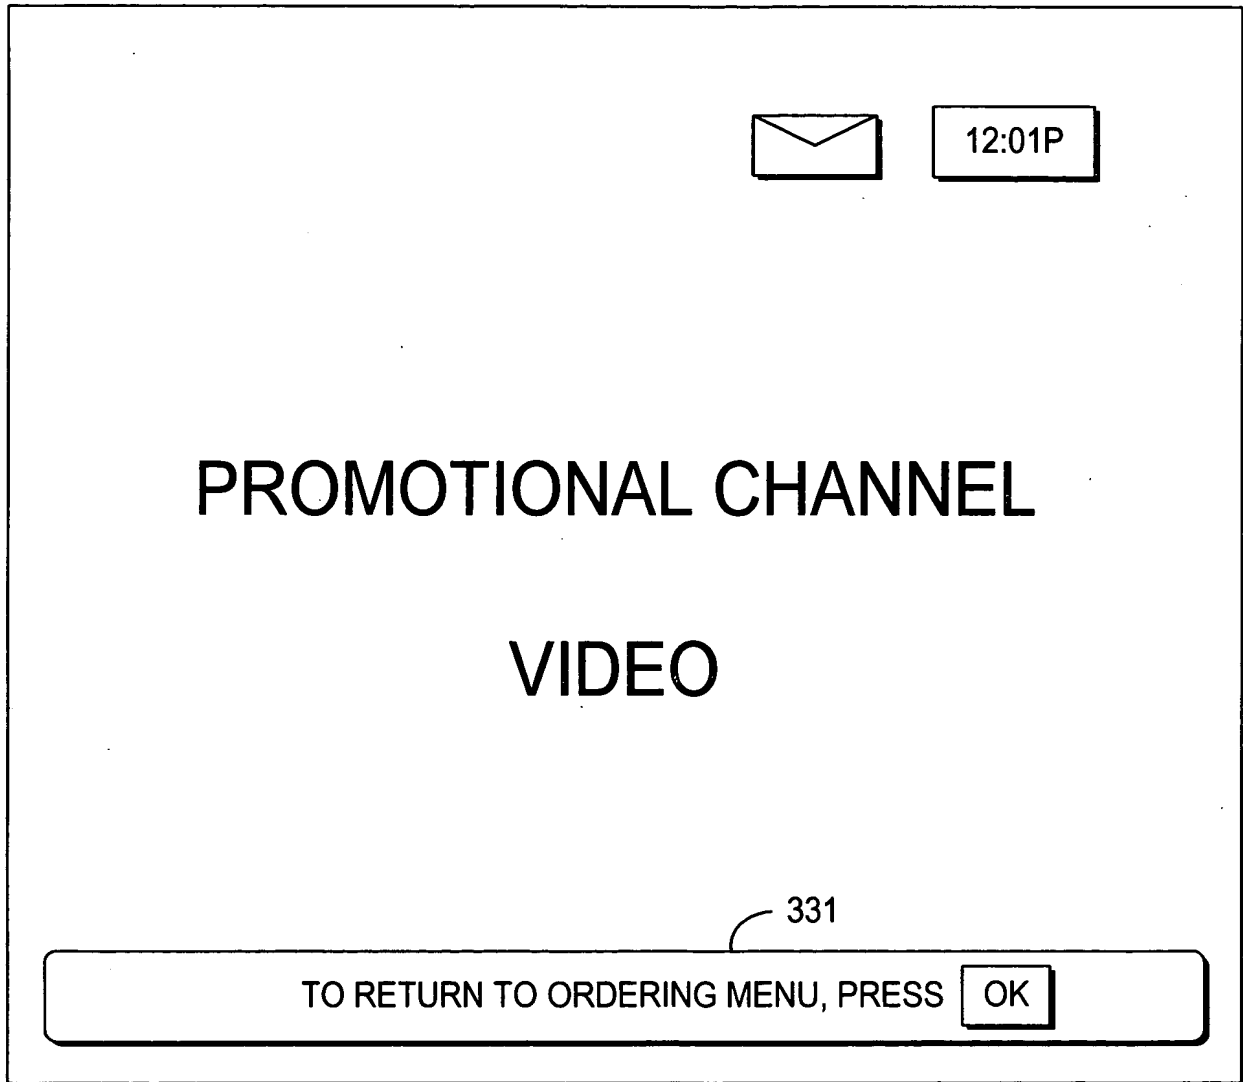 12:01P
PROMOTIONAL CHANNEL
VIDEO
331
TO RETURN TO ORDERING MENU, PRESS OK